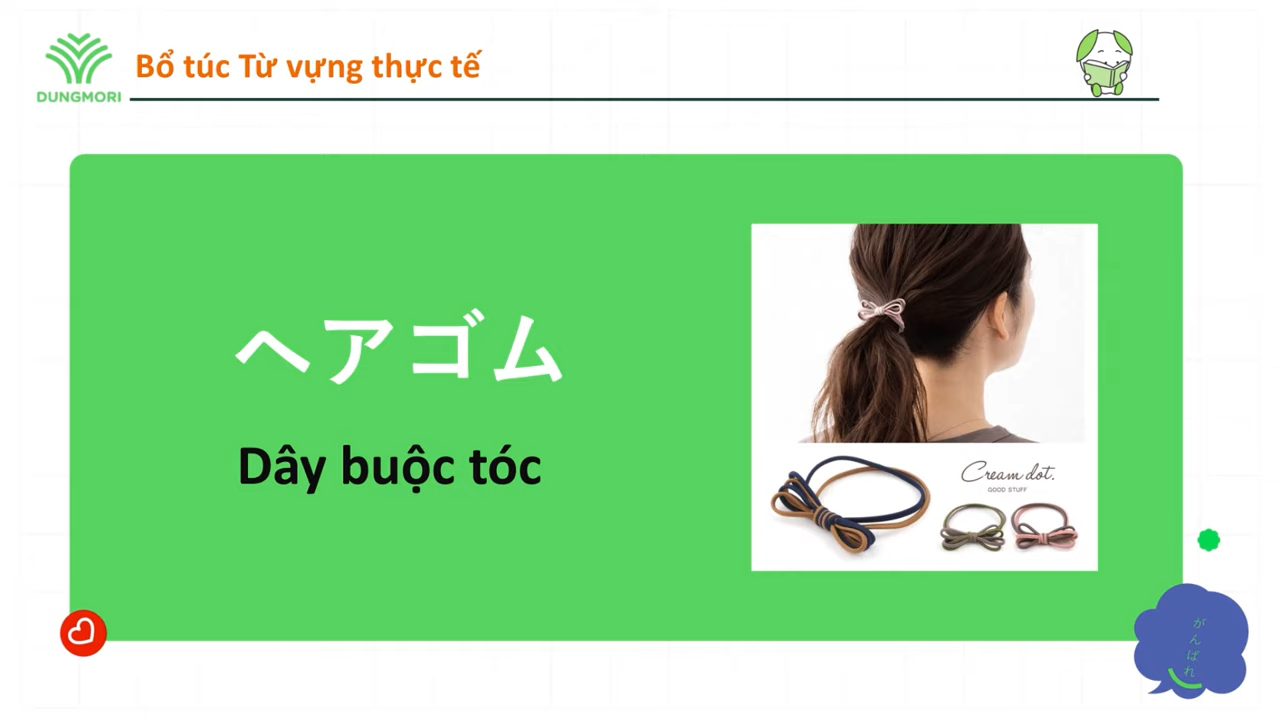 DUNGMORI
Bổ túc Từ vựng thực tế
ヘアゴム
Dây buộc tóc
Cream dot.
GOOD STUFF
がんばれ